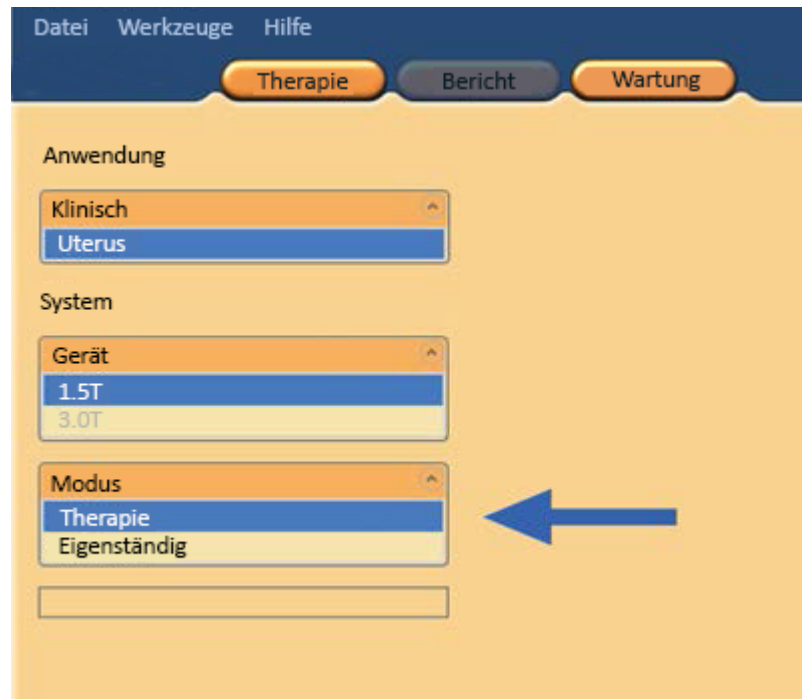 Datei Werkzeuge Hilfe
Therapie Bericht Wartung
Anwendung
Klinisch
Uterus
System
Gerät
1.5T
3.0T
Modus
Therapie
Eigenständig